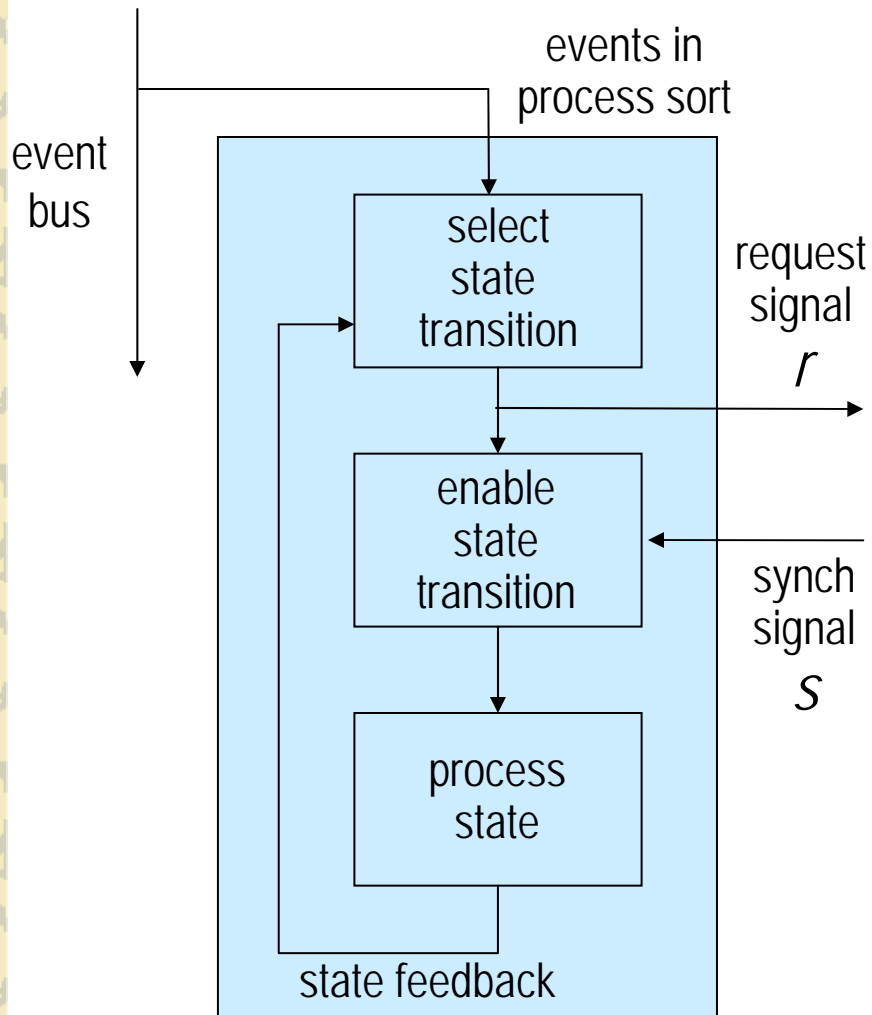 events in
process sort
event
bus
select
state
transition
request
signal
r
enable
state
transition
synch
signal
s
process
state
state feedback